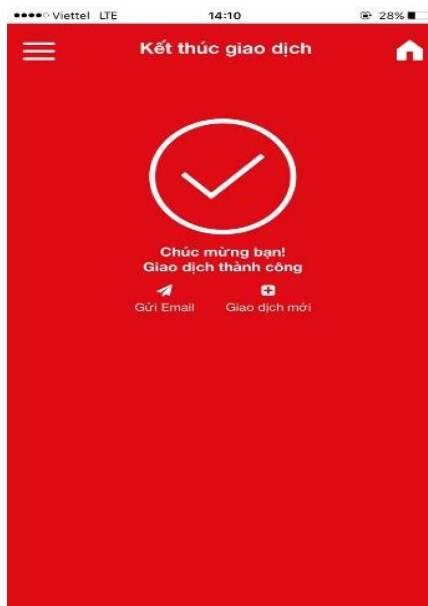 Viettel LTE 14:10 28%
Kết thúc giao dịch
Chúc mừng bạn!
Giao dịch thành công
Gửi Email Giao dịch mới